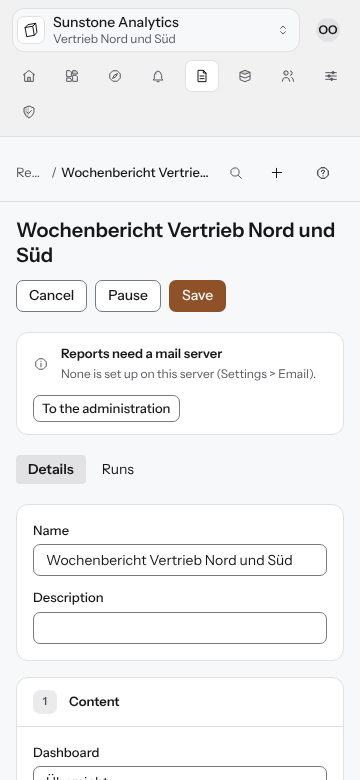 Sunstone Analytics
Vertrieb Nord und Süd
OO
Re... / Wochenbericht Vertrie...
Wochenbericht Vertrieb Nord und
Süd
Cancel
Pause
Save
Reports need a mail server
None is set up on this server (Settings > Email).
To the administration
Details
Runs
Name
Wochenbericht Vertrieb Nord und Süd
Description
1
Content
Dashboard
Übersicht